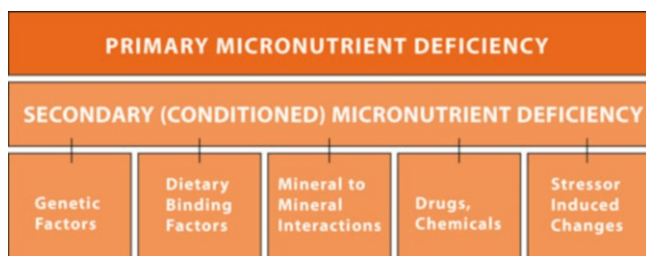 PRIMARY MICRONUTRIENT DEFICIENCY
SECONDARY (CONDITIONED) MICRONUTRIENT DEFICIENCY
Genetic
Factors
Dietary
Binding
Factors
Mineral to
Mineral
Interactions
Drugs,
Chemicals
Stressor
Induced
Changes